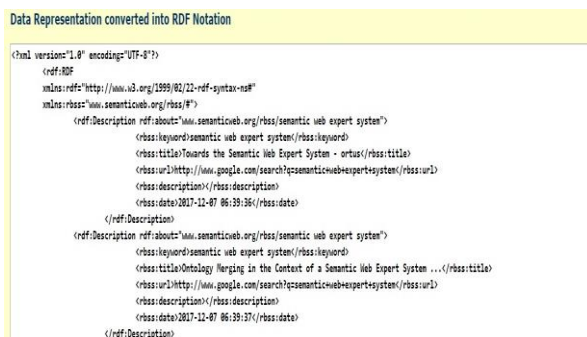 Data Representation converted into RDF Notation
<?xml version="1.0" encoding="UTF-8"?>
<rdf:RDF
xmlns:rdf="http://www.w3.org/1999/02/22-rdf-syntax-ns#"
xmlns:rbss="www.semanticweb.org/rbss/#">
<rdf:Description rdf:about="www.semanticweb.org/rbss/semantic web expert system">
<rbss:keyword>semantic web expert system</rbss:keyword>
<rbss:title>Towards the Semantic Web Expert System - ortus</rbss:title>
<rbss:url>http://www.google.com/search?q=semantic+web+expert+system</rbss:url>
<rbss:description></rbss:description>
<rbss:date>2017-12-07 06:39:36</rbss:date>
</rdf:Description>
<rdf:Description rdf:about="www.semanticweb.org/rbss/semantic web expert system">
<rbss:keyword>semantic web expert system</rbss:keyword>
<rbss:title>Ontology Merging in the Context of a Semantic Web Expert System ...</rbss:title>
<rbss:url>http://www.google.com/search?q=semantic+web+expert+system</rbss:url>
<rbss:description></rbss:description>
<rbss:date>2017-12-07 06:39:37</rbss:date>
</rdf:Description>